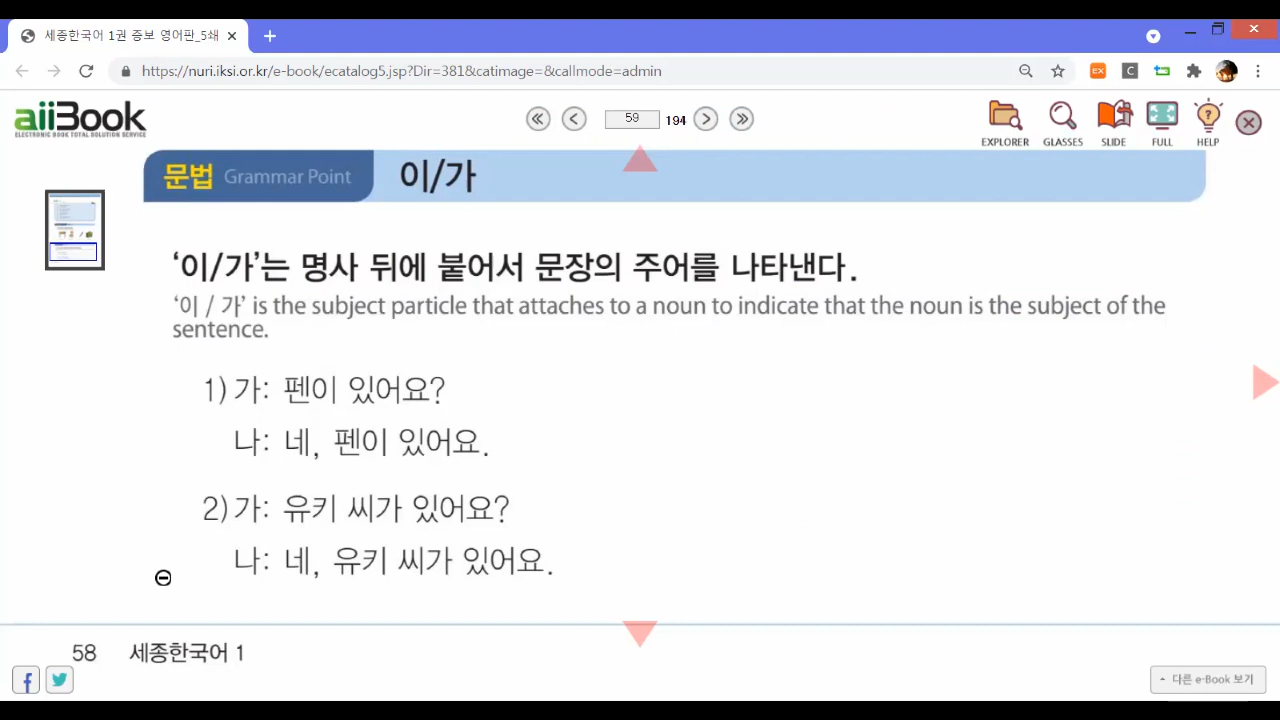 세종한국어 1권 증보 영어판_5쇄
https://nuri.iksi.or.kr/e-book/ecatalog5.jsp?Dir=381&catimage=&callmode=admin
EX
C
aiiBook
ELECTRONIC BOOK TOTAL SOLUTION SERVICE
59 194
EXPLORER GLASSES SLIDE FULL HELP
문법 Grammar Point 이/가
‘이/가’는 명사 뒤에 붙어서 문장의 주어를 나타낸다.
‘이 / 가’ is the subject particle that attaches to a noun to indicate that the noun is the subject of the
sentence.
1) 가: 펜이 있어요?
나: 네, 펜이 있어요.
2) 가: 유키 씨가 있어요?
나: 네, 유키 씨가 있어요.
58 세종한국어 1
다른 e-Book 보기